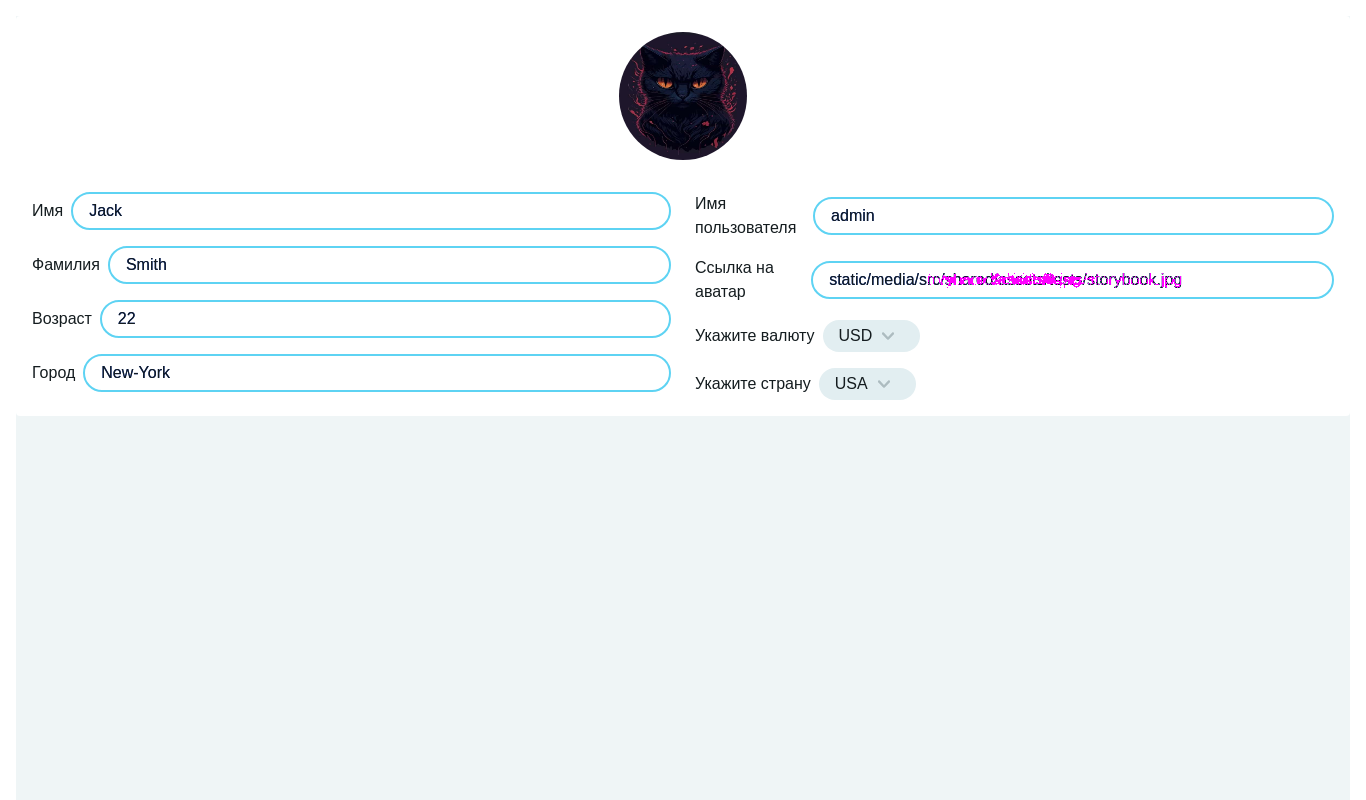 Имя
Jack
Фамилия
Smith
Возраст
22
Город
New-York
Имя
пользователя
admin
Ссылка на
аватар
static/media/src/shared/assets/tests/storybook.jpg
Укажите валюту
USD
Укажите страну
USA